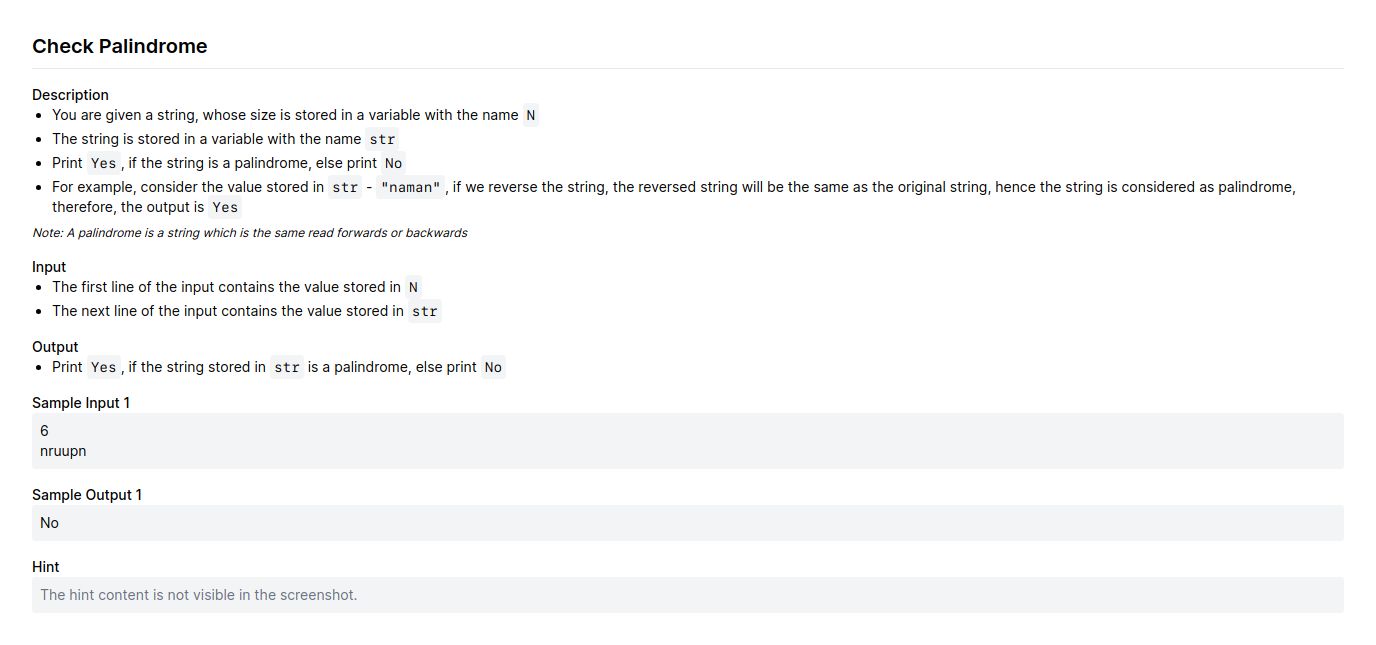 Check Palindrome
Description
You are given a string, whose size is stored in a variable with the name N
The string is stored in a variable with the name str
Print Yes , if the string is a palindrome, else print No
For example, consider the value stored in str - "naman" , if we reverse the string, the reversed string will be the same as the original string, hence the string is considered as palindrome,
therefore, the output is Yes
Note: A palindrome is a string which is the same read forwards or backwards
Input
The first line of the input contains the value stored in N
The next line of the input contains the value stored in str
Output
Print Yes , if the string stored in str is a palindrome, else print No
Sample Input 1
6
nruupn
Sample Output 1
No
Hint
The hint content is not visible in the screenshot.